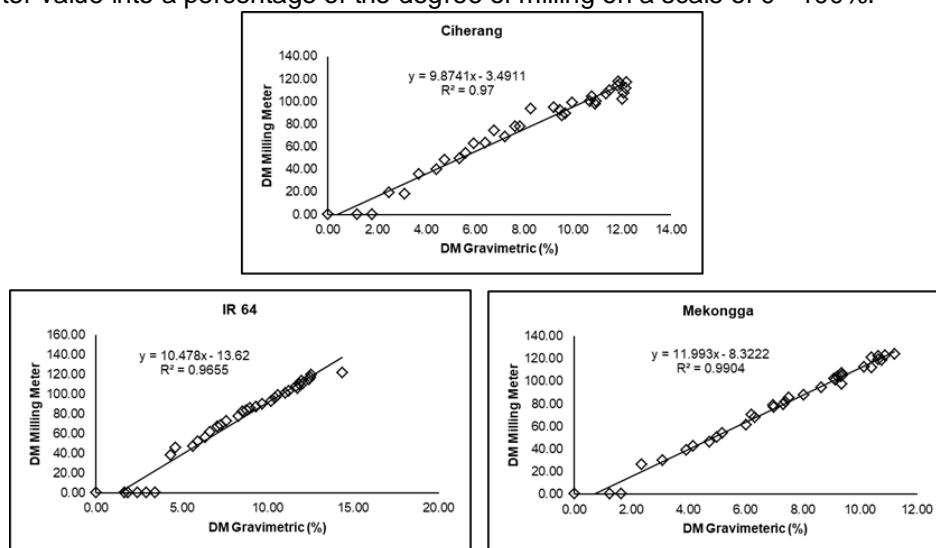 ter value into a percentage of the degree of milling on a scale of 0 - 100%.
Ciherang
140.00
120.00
100.00
80.00
60.00
40.00
20.00
0.00
DM Milling Meter
y = 9.8741x - 3.4911
R² = 0.97
0.00 2.00 4.00 6.00 8.00 10.00 12.00 14.00
DM Gravimetric (%)
IR 64
160.00
140.00
120.00
100.00
80.00
60.00
40.00
20.00
0.00
DM Milling Meter
y = 10.478x - 13.62
R² = 0.9655
0.00 5.00 10.00 15.00 20.00
DM Gravimetric (%)
Mekongga
140.00
120.00
100.00
80.00
60.00
40.00
20.00
0.00
DM Milling Meter
y = 11.993x - 8.3222
R² = 0.9904
0.00 2.00 4.00 6.00 8.00 10.00 12.00
DM Gravimeteric (%)